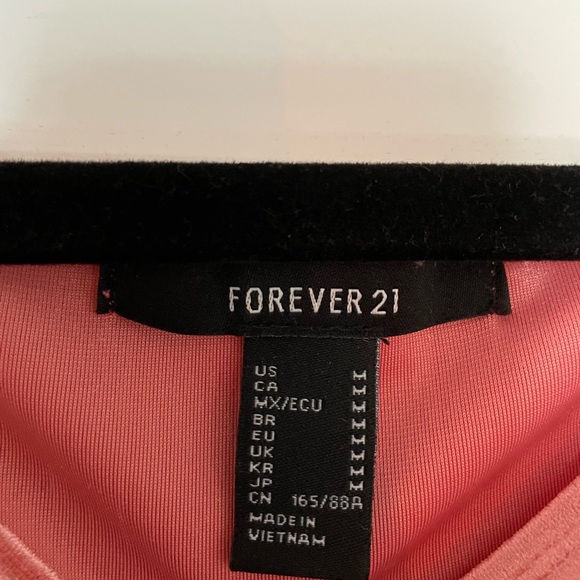 FOREVER 21
US M
CA M
MX/ECU M
BR M
EU M
UK M
KR M
JP M
CN 165/88A
MADE IN
VIETNAM